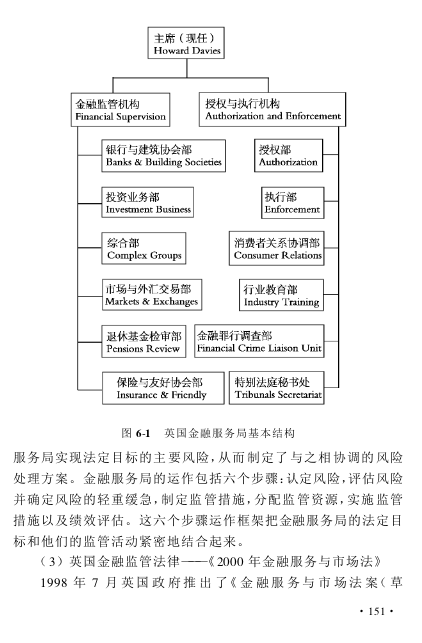 主席（现任）
Howard Davies
金融监管机构
Financial Supervision
授权与执行机构
Authorization and Enforcement
银行与建筑协会部
Banks & Building Societies
授权部
Authorization
投资业务部
Investment Business
执行部
Enforcement
综合部
Complex Groups
消费者关系协调部
Consumer Relations
市场与外汇交易部
Markets & Exchanges
行业教育部
Industry Training
退休基金检审部
Pensions Review
金融罪行调查部
Financial Crime Liaison Unit
保险与友好协会部
Insurance & Friendly
特别法庭秘书处
Tribunals Secretariat
图 6-1 英国金融服务局基本结构
服务局实现法定目标的主要风险,从而制定了与之相协调的风险
处理方案。金融服务局的运作包括六个步骤:认定风险,评估风险
并确定风险的轻重缓急,制定监管措施,分配监管资源,实施监管
措施以及绩效评估。这六个步骤运作框架把金融服务局的法定目
标和他们的监管活动紧密地结合起来。
（3）英国金融监管法律——《2000 年金融服务与市场法》
1998 年 7 月英国政府推出了《金融服务与市场法案(草
·151·